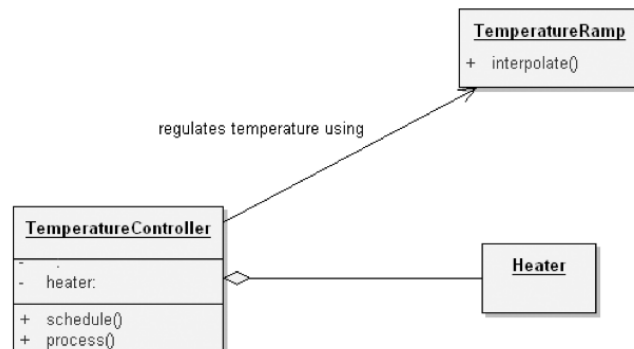 TemperatureRamp
+ interpolate()
regulates temperature using
TemperatureController
- heater:
Heater
+ schedule()
+ process()